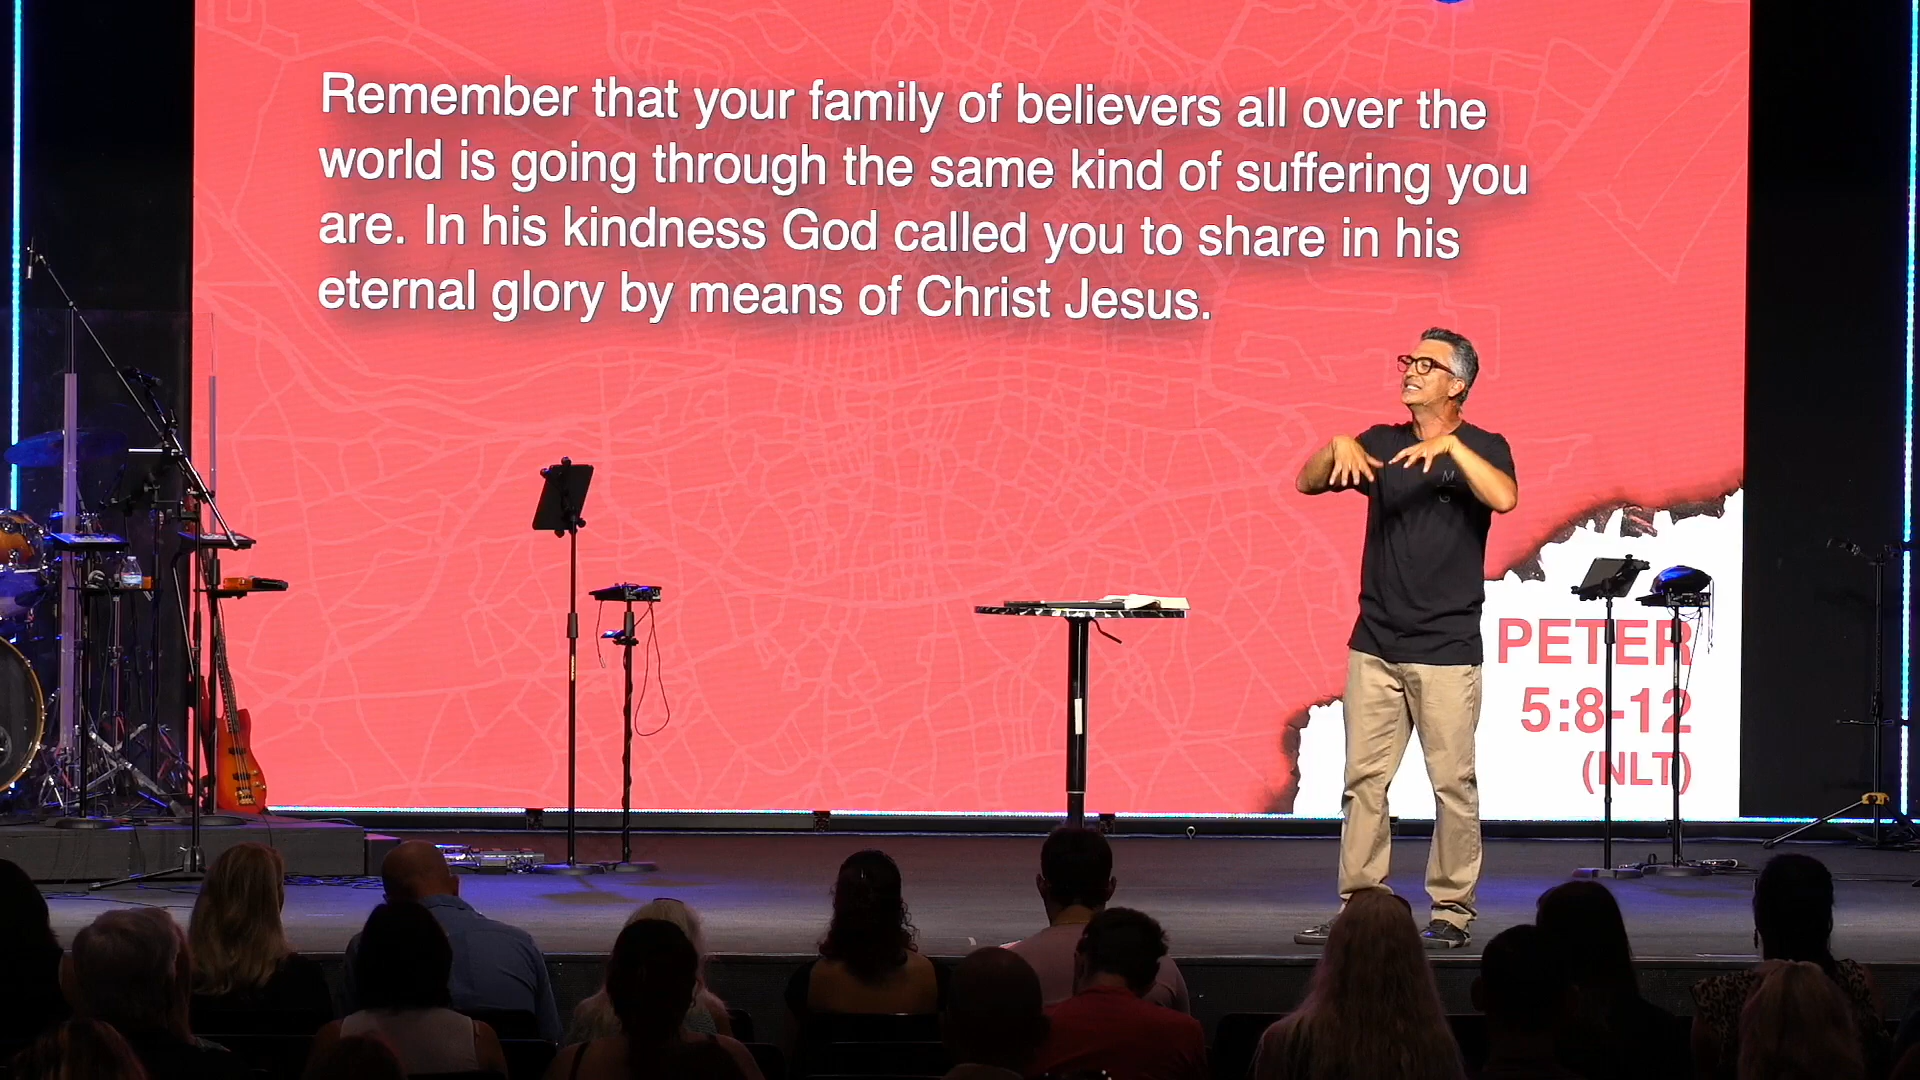 Remember that your family of believers all over the
world is going through the same kind of suffering you
are. In his kindness God called you to share in his
eternal glory by means of Christ Jesus.
M
G
PETER
5:8-12
(NLT)